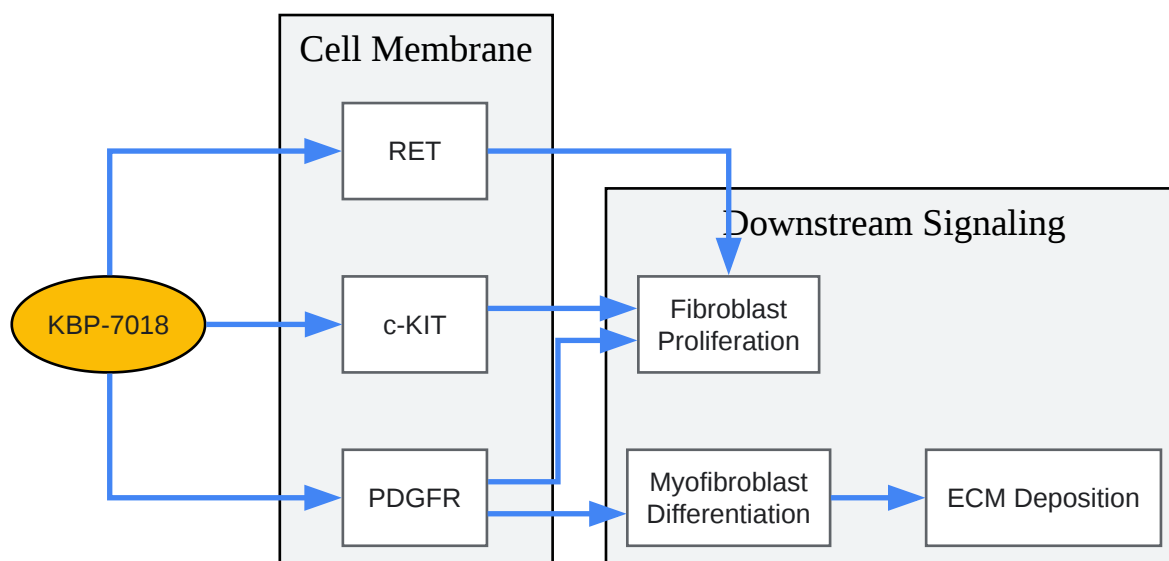 Cell Membrane
RET
Downstream Signaling
KBP-7018
c-KIT
Fibroblast
Proliferation
PDGFR
Myofibroblast
Differentiation
ECM Deposition